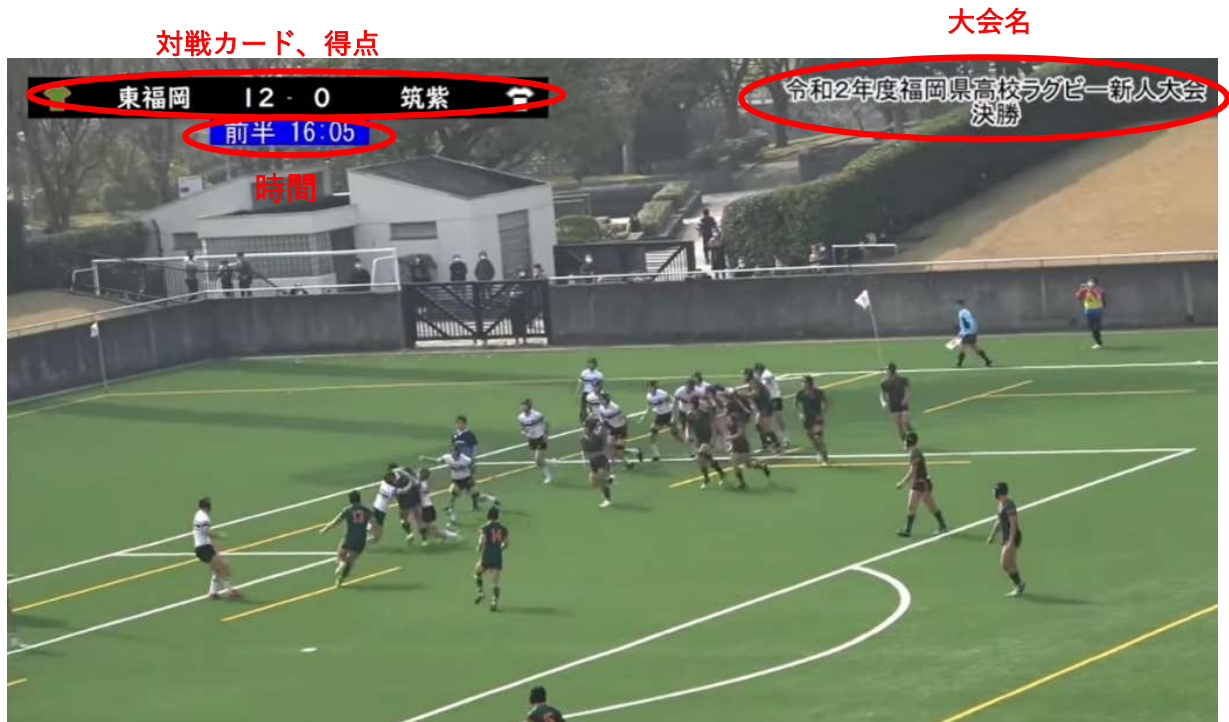 対戦カード、得点
大会名
東福岡 12 - 0 筑紫
令和2年度福岡県高校ラグビー新人大会
決勝
前半 16:05
時間
13
14